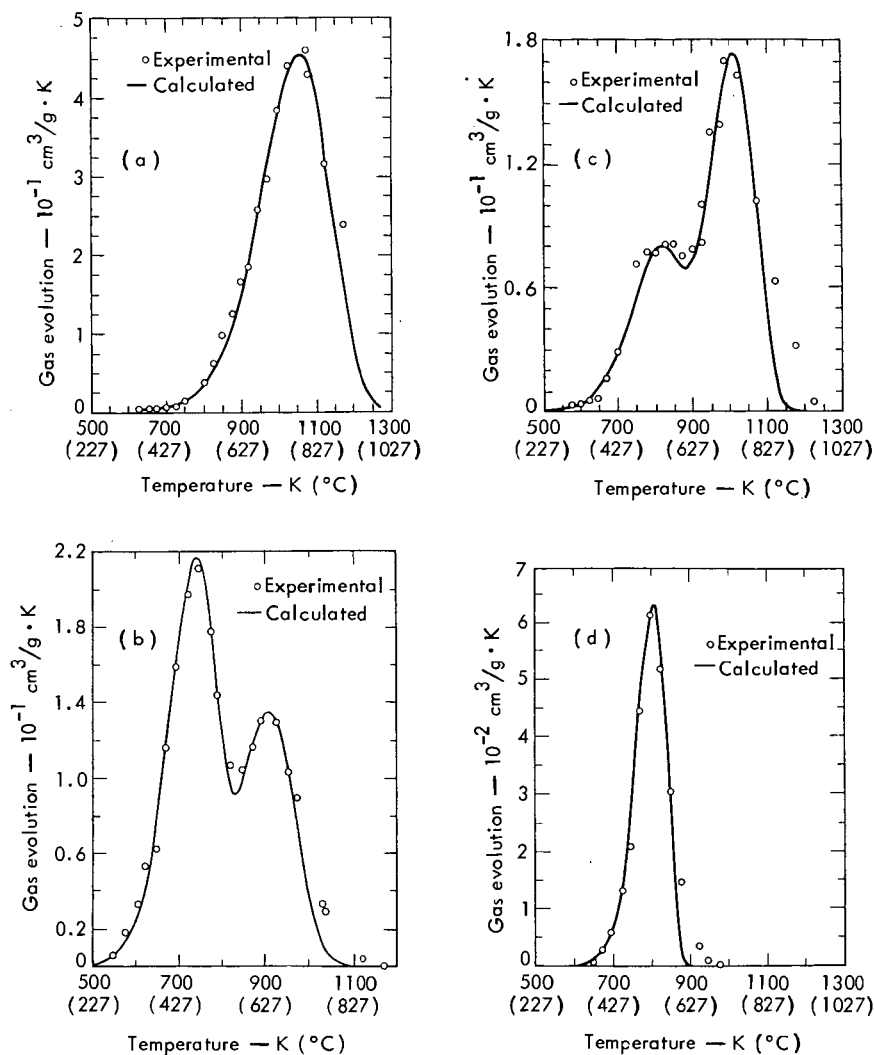 5
4
3
2
1
0
Gas evolution — 10⁻¹ cm³/g · K
○ Experimental
— Calculated
(a)
500 700 900 1100 1300
(227) (427) (627) (827) (1027)
Temperature — K (°C)
1.8
1.2
0.6
0
Gas evolution — 10⁻¹ cm³/g · K
○ Experimental
— Calculated
(c)
500 700 900 1100 1300
(227) (427) (627) (827) (1027)
Temperature — K (°C)
2.2
1.8
1.4
1.0
0.6
0.2
0
Gas evolution — 10⁻¹ cm³/g · K
○ Experimental
— Calculated
(b)
500 700 900 1100
(227) (427) (627) (827)
Temperature — K (°C)
7
6
5
4
3
2
1
0
Gas evolution — 10⁻² cm³/g · K
(d)
○ Experimental
— Calculated
500 700 900 1100 1300
(227) (427) (627) (827) (1027)
Temperature — K (°C)